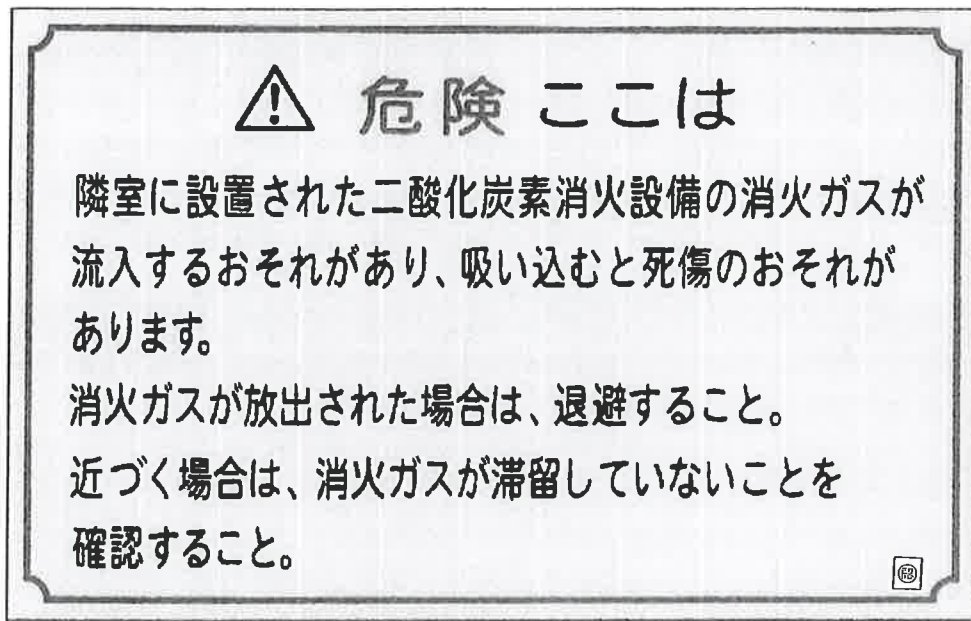 危険 ここは
隣室に設置された二酸化炭素消火設備の消火ガスが
流入するおそれがあり、吸い込むと死傷のおそれが
あります。
消火ガスが放出された場合は、退避すること。
近づく場合は、消火ガスが滞留していないことを
確認すること。